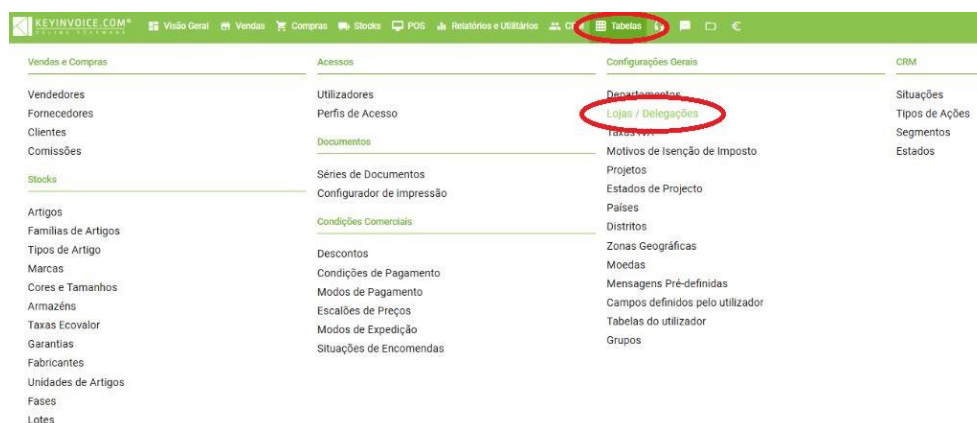 KEYINVOICE.COM®
ONLINE SOFTWARE
Visão Geral Vendas Compras Stocks POS Relatórios e Utilitários Tabelas €
Vendas e Compras
Vendedores
Fornecedores
Clientes
Comissões
Stocks
Artigos
Famílias de Artigos
Tipos de Artigo
Marcas
Cores e Tamanhos
Armazéns
Taxas Ecovalor
Garantias
Fabricantes
Unidades de Artigos
Fases
Lotes
Acessos
Utilizadores
Perfis de Acesso
Documentos
Séries de Documentos
Configurador de impressão
Condições Comerciais
Descontos
Condições de Pagamento
Modos de Pagamento
Escalões de Preços
Modos de Expedição
Situações de Encomendas
Configurações Gerais
Departamentos
Lojas / Delegações
Taxas IVA
Motivos de Isenção de Imposto
Projetos
Estados de Projecto
Países
Distritos
Zonas Geográficas
Moedas
Mensagens Pré-definidas
Campos definidos pelo utilizador
Tabelas do utilizador
Grupos
CRM
Situações
Tipos de Ações
Segmentos
Estados